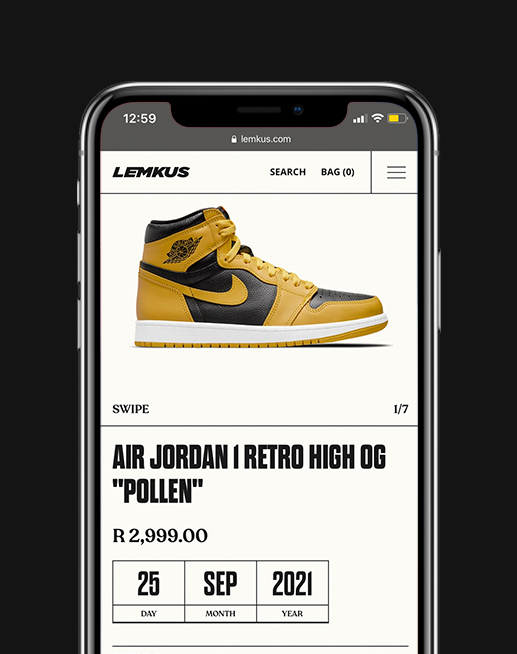 12:59
lemkus.com
LEMKUS SEARCH BAG (0)
SWIPE 1/7
AIR JORDAN 1 RETRO HIGH OG
"POLLEN"
R 2,999.00
25 SEP 2021
DAY MONTH YEAR